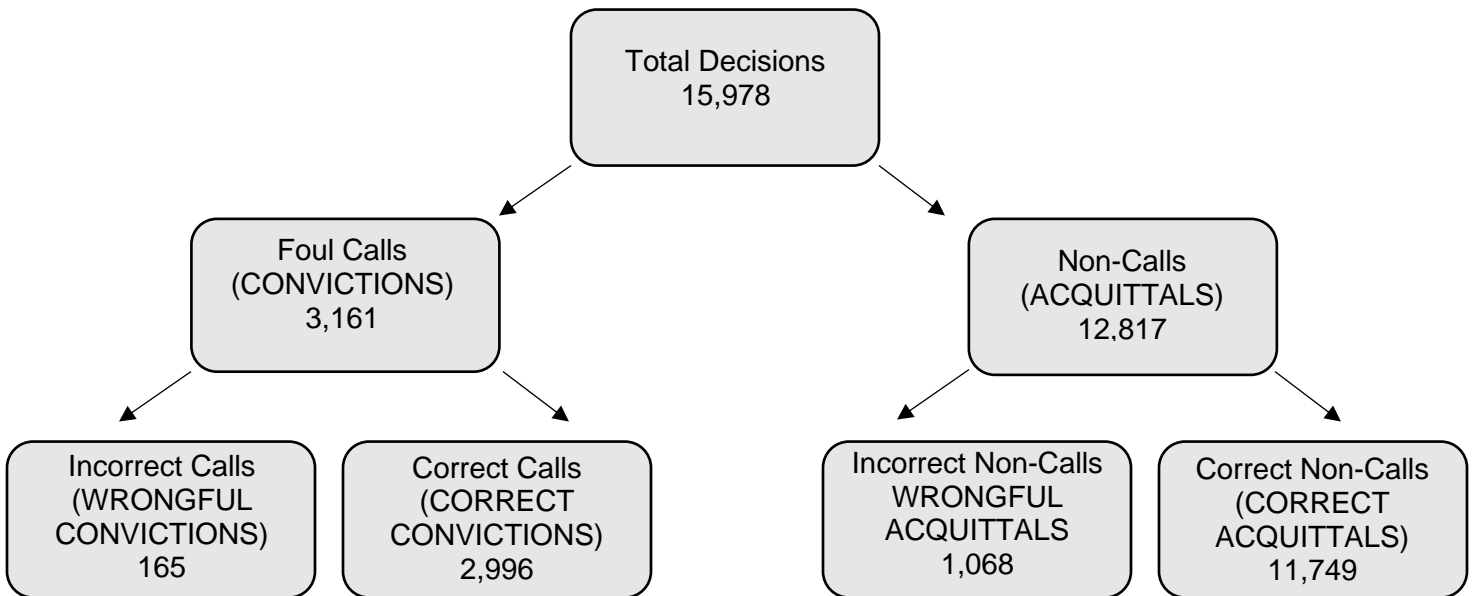 Total Decisions
15,978
Foul Calls
(CONVICTIONS)
3,161
Non-Calls
(ACQUITTALS)
12,817
Incorrect Calls
(WRONGFUL
CONVICTIONS)
165
Correct Calls
(CORRECT
CONVICTIONS)
2,996
Incorrect Non-Calls
WRONGFUL
ACQUITTALS
1,068
Correct Non-Calls
(CORRECT
ACQUITTALS)
11,749